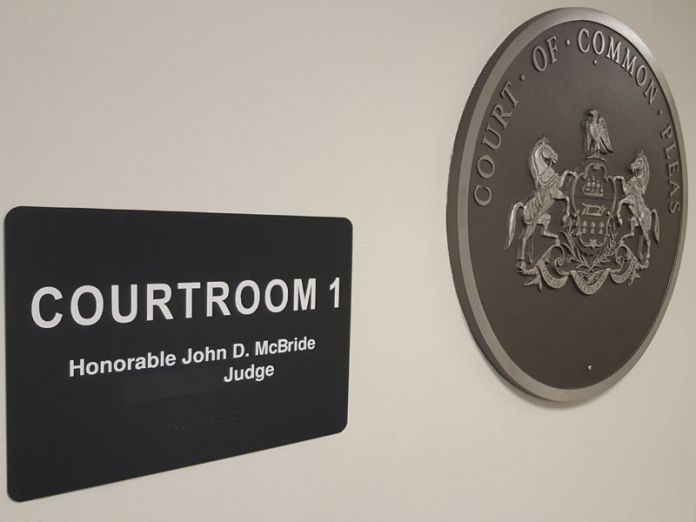 COURTROOM 1
Honorable John D. McBride
Judge
COURT · OF · COMMON · PLEAS